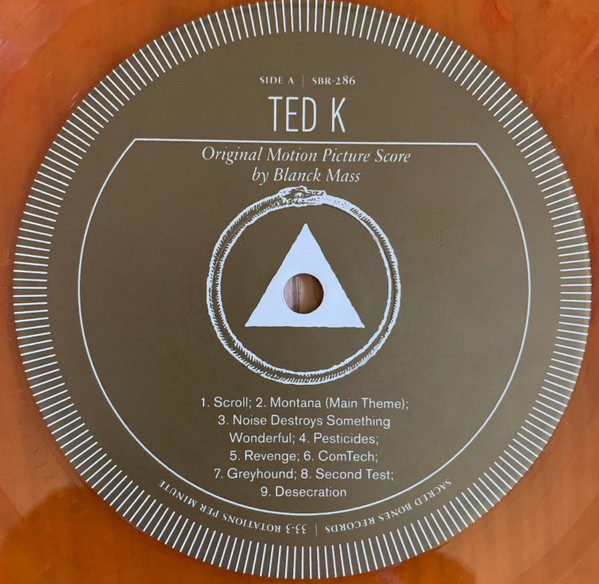 SIDE A | SBR-286
TED K
Original Motion Picture Score
by Blanck Mass
1. Scroll; 2. Montana (Main Theme);
3. Noise Destroys Something
Wonderful; 4. Pesticides;
5. Revenge; 6. ComTech;
7. Greyhound; 8. Second Test;
9. Desecration
SACRED BONES RECORDS | 33.3 ROTATIONS PER MINUTE